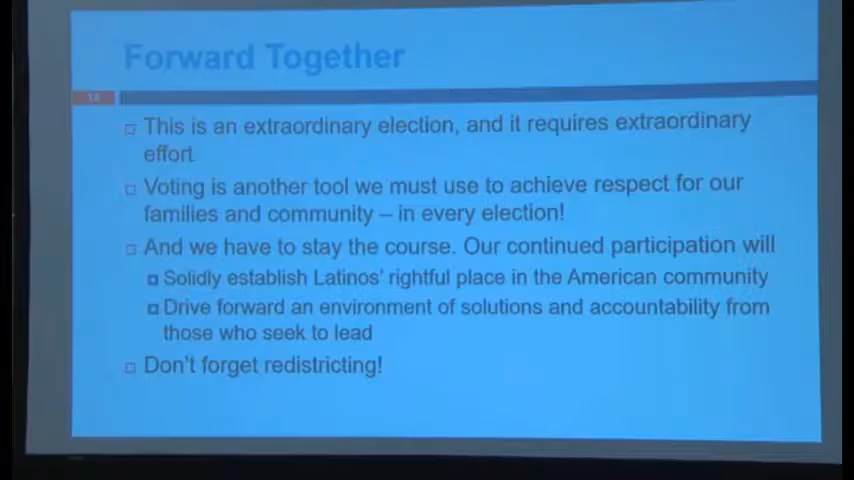 Forward Together
18
This is an extraordinary election, and it requires extraordinary
effort
Voting is another tool we must use to achieve respect for our
families and community – in every election!
And we have to stay the course. Our continued participation will
Solidly establish Latinos' rightful place in the American community
Drive forward an environment of solutions and accountability from
those who seek to lead
Don't forget redistricting!